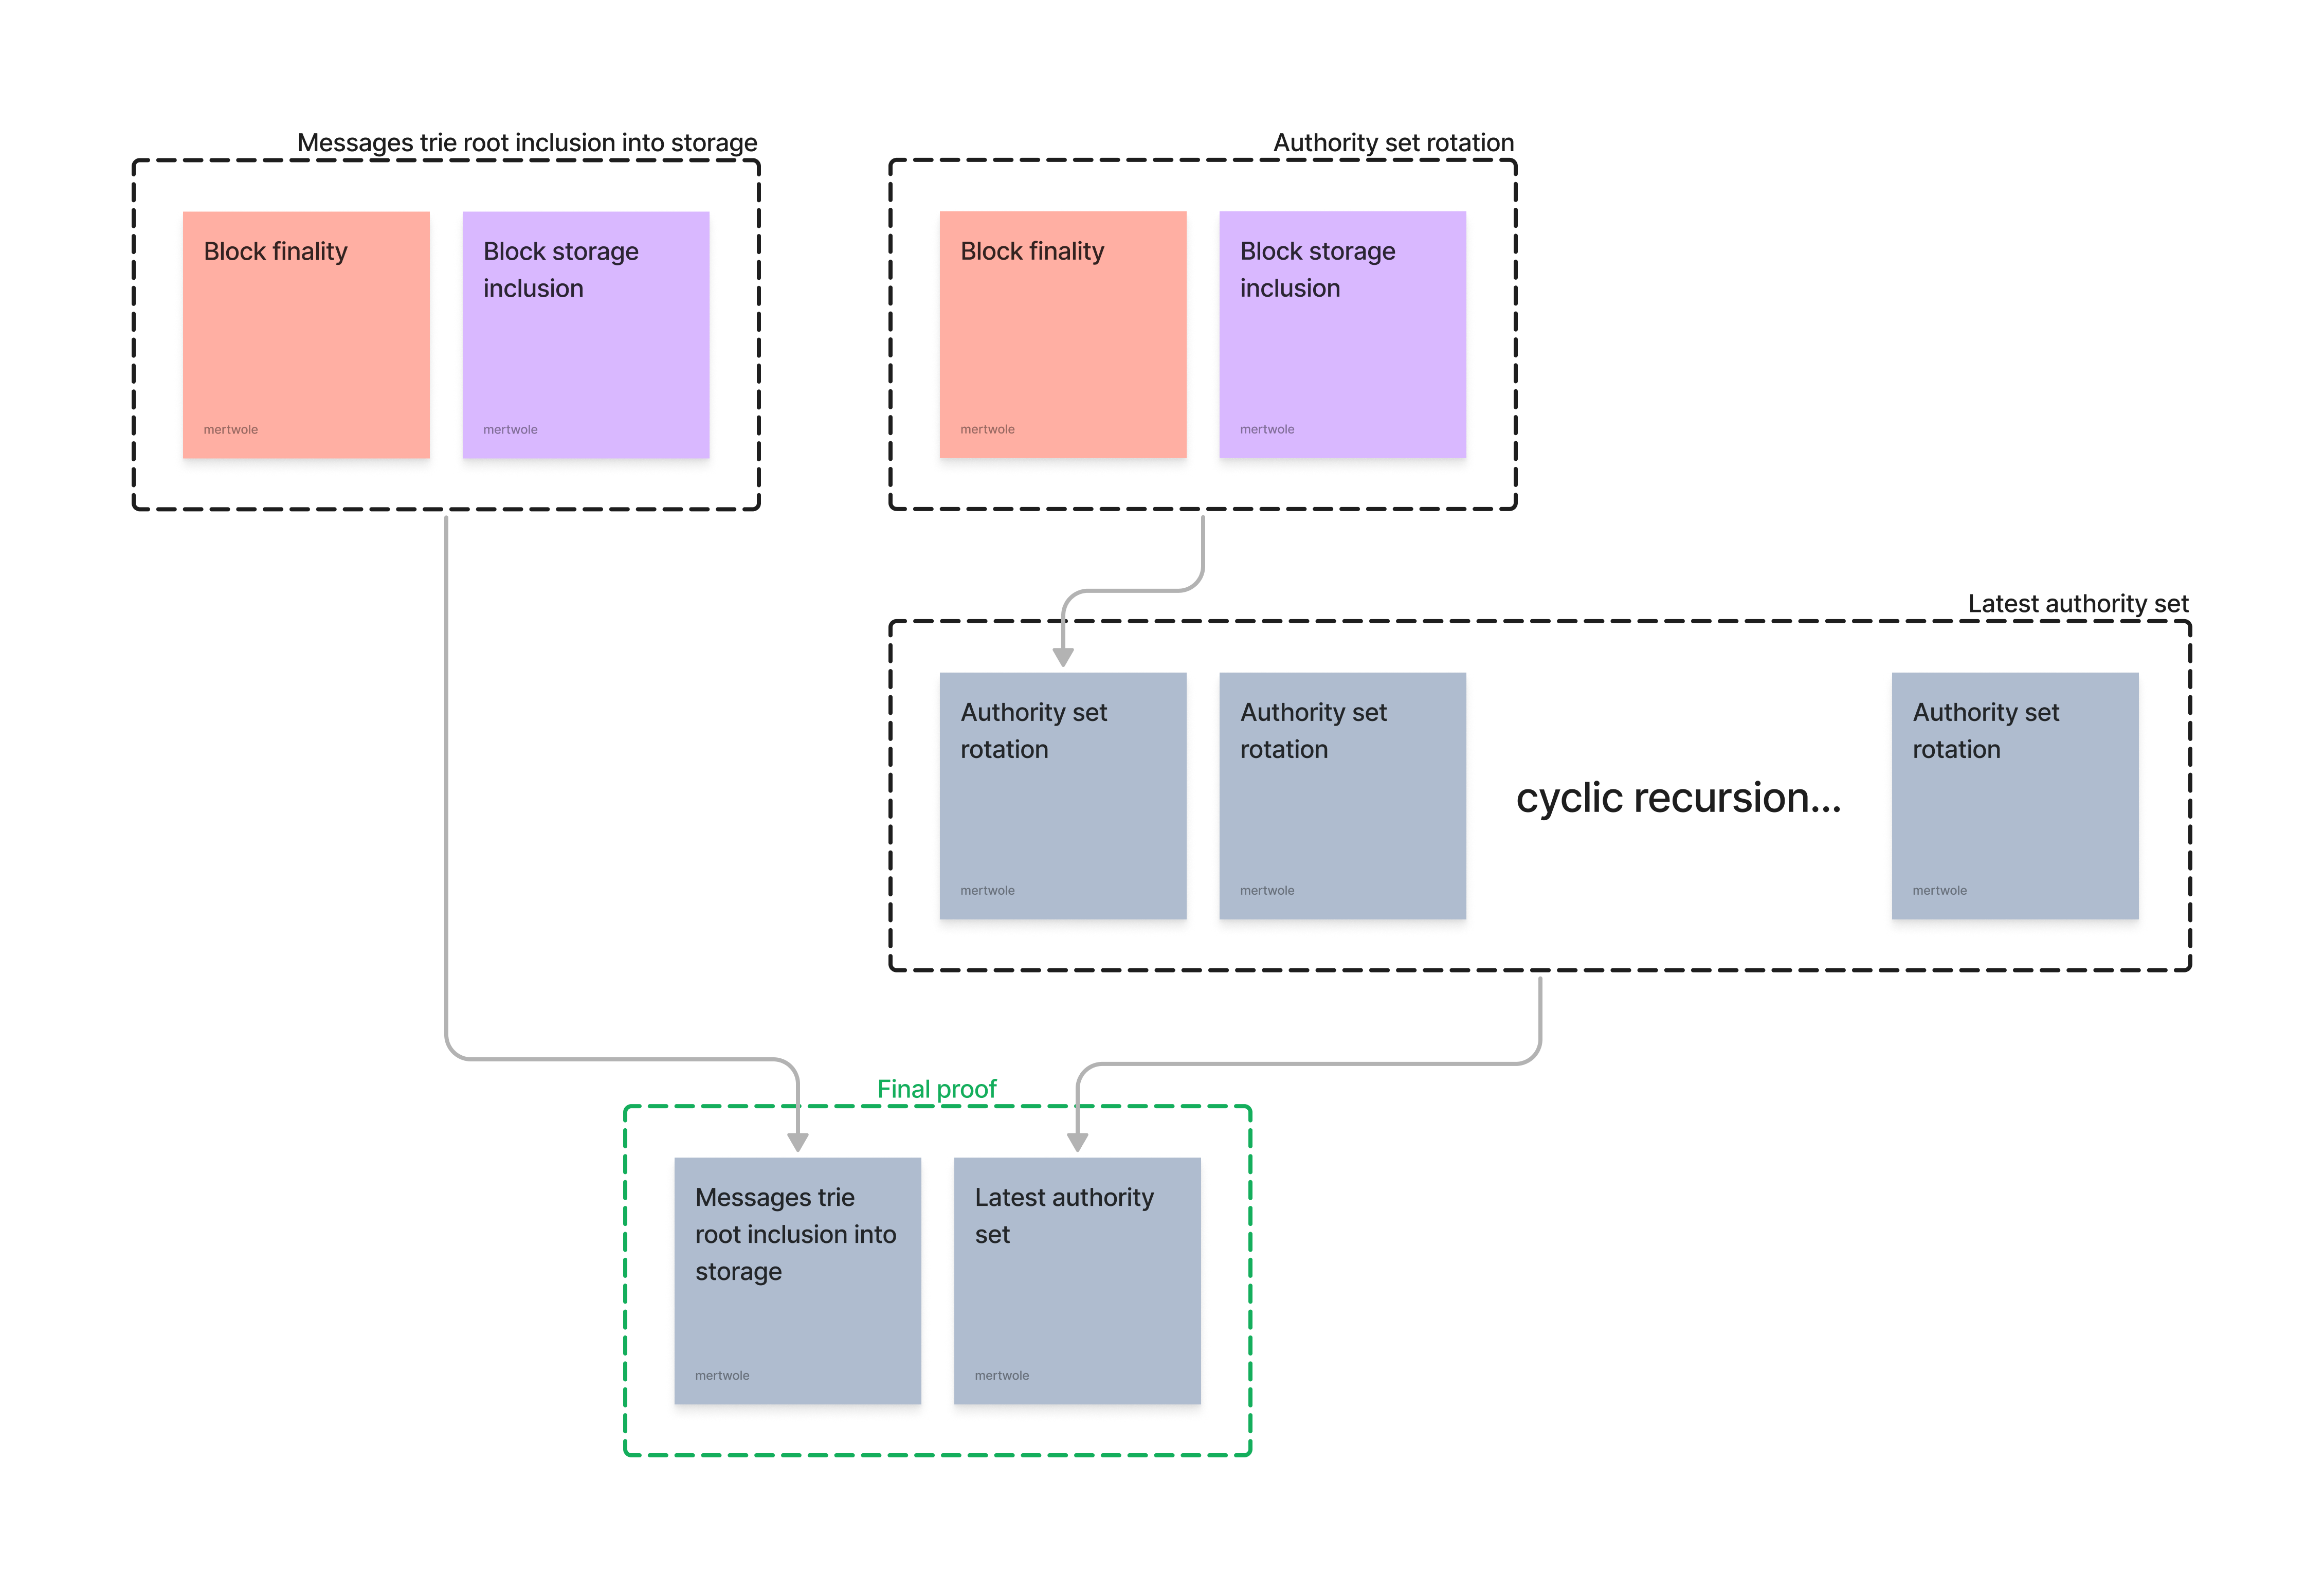 Messages trie root inclusion into storage
Block finality
mertwole
Block storage
inclusion
mertwole
Authority set rotation
Block finality
mertwole
Block storage
inclusion
mertwole
Latest authority set
Authority set
rotation
mertwole
Authority set
rotation
mertwole
cyclic recursion...
Authority set
rotation
mertwole
Final proof
Messages trie
root inclusion into
storage
mertwole
Latest authority
set
mertwole